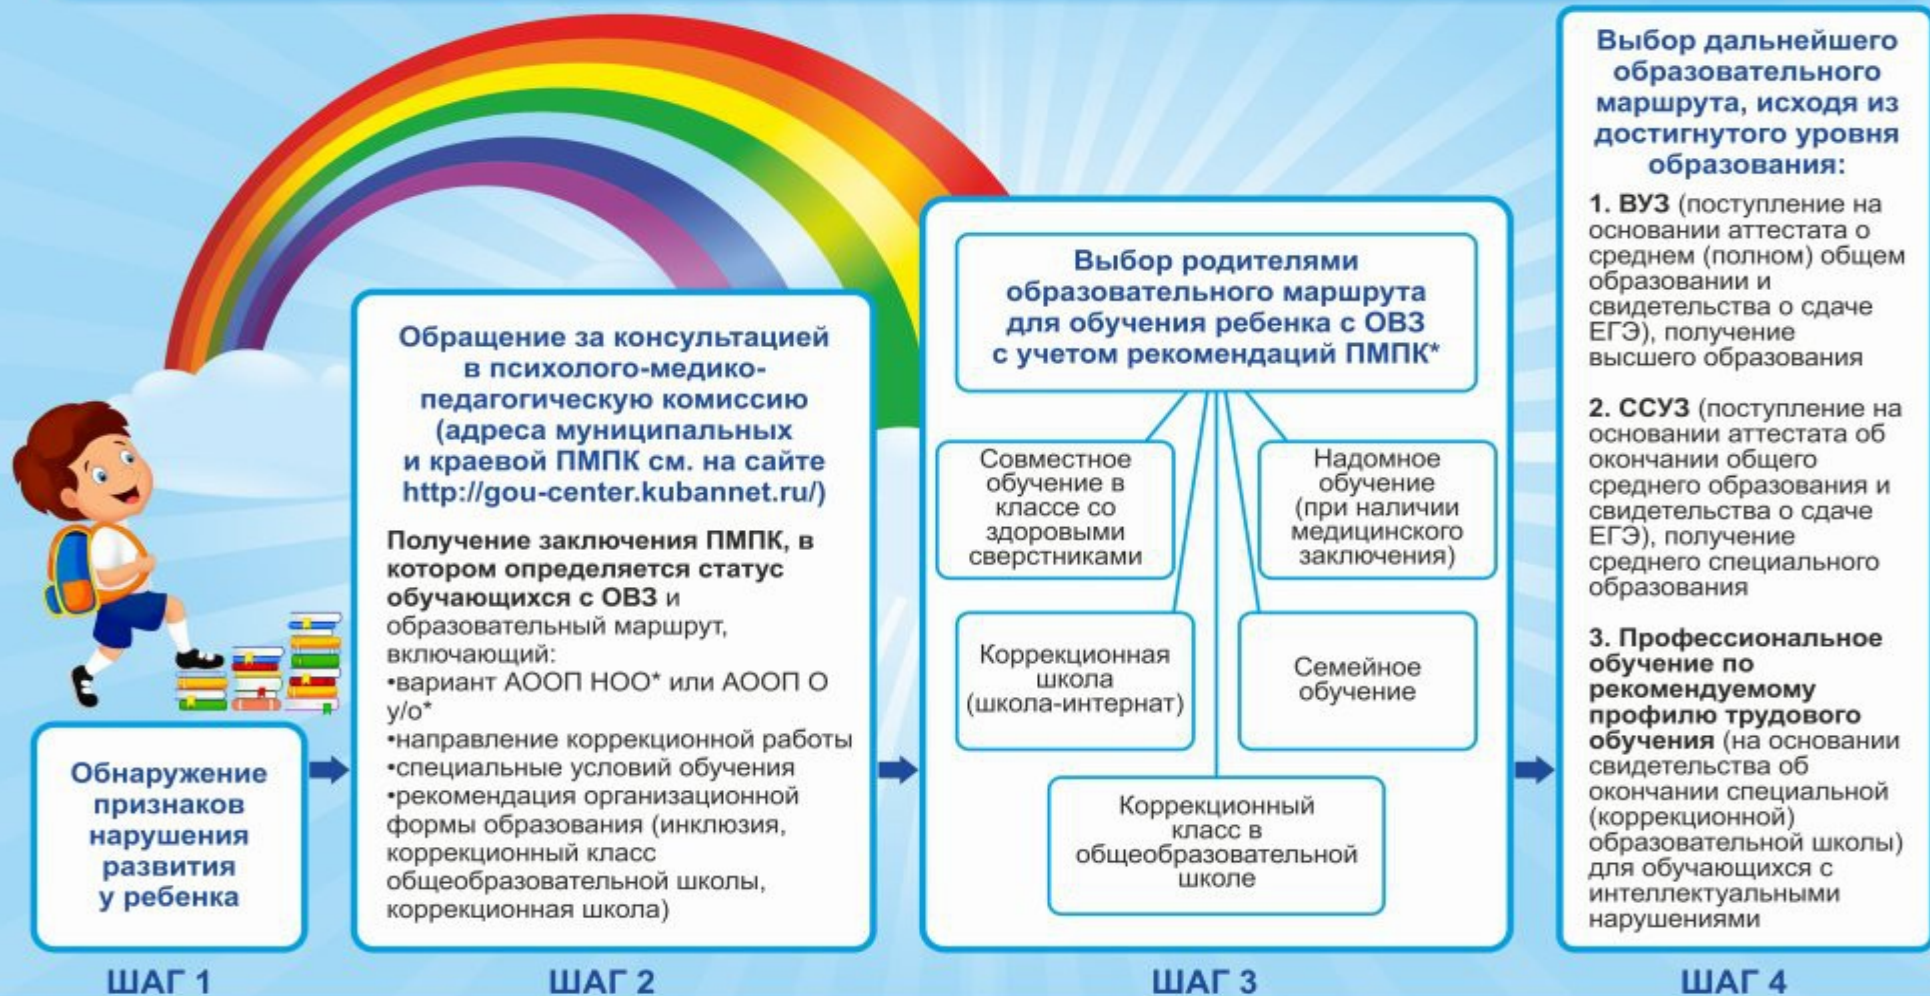 Обнаружение
признаков
нарушения
развития
у ребенка
ШАГ 1
Обращение за консультацией
в психолого-медико-
педагогическую комиссию
(адреса муниципальных
и краевой ПМПК см. на сайте
http://gou-center.kubannet.ru/)
Получение заключения ПМПК, в
котором определяется статус
обучающихся с ОВЗ и
образовательный маршрут,
включающий:
•вариант АООП НОО* или АООП О
у/о*
•направление коррекционной работы
•специальные условий обучения
•рекомендация организационной
формы образования (инклюзия,
коррекционный класс
общеобразовательной школы,
коррекционная школа)
ШАГ 2
Выбор родителями
образовательного маршрута
для обучения ребенка с ОВЗ
с учетом рекомендаций ПМПК*
Совместное
обучение в
классе со
здоровыми
сверстниками
Надомное
обучение
(при наличии
медицинского
заключения)
Коррекционная
школа
(школа-интернат)
Семейное
обучение
Коррекционный
класс в
общеобразовательной
школе
ШАГ 3
Выбор дальнейшего
образовательного
маршрута, исходя из
достигнутого уровня
образования:
1. ВУЗ (поступление на
основании аттестата о
среднем (полном) общем
образовании и
свидетельства о сдаче
ЕГЭ), получение
высшего образования
2. ССУЗ (поступление на
основании аттестата об
окончании общего
среднего образования и
свидетельства о сдаче
ЕГЭ), получение
среднего специального
образования
3. Профессиональное
обучение по
рекомендуемому
профилю трудового
обучения (на основании
свидетельства об
окончании специальной
(коррекционной)
образовательной школы)
для обучающихся с
интеллектуальными
нарушениями
ШАГ 4